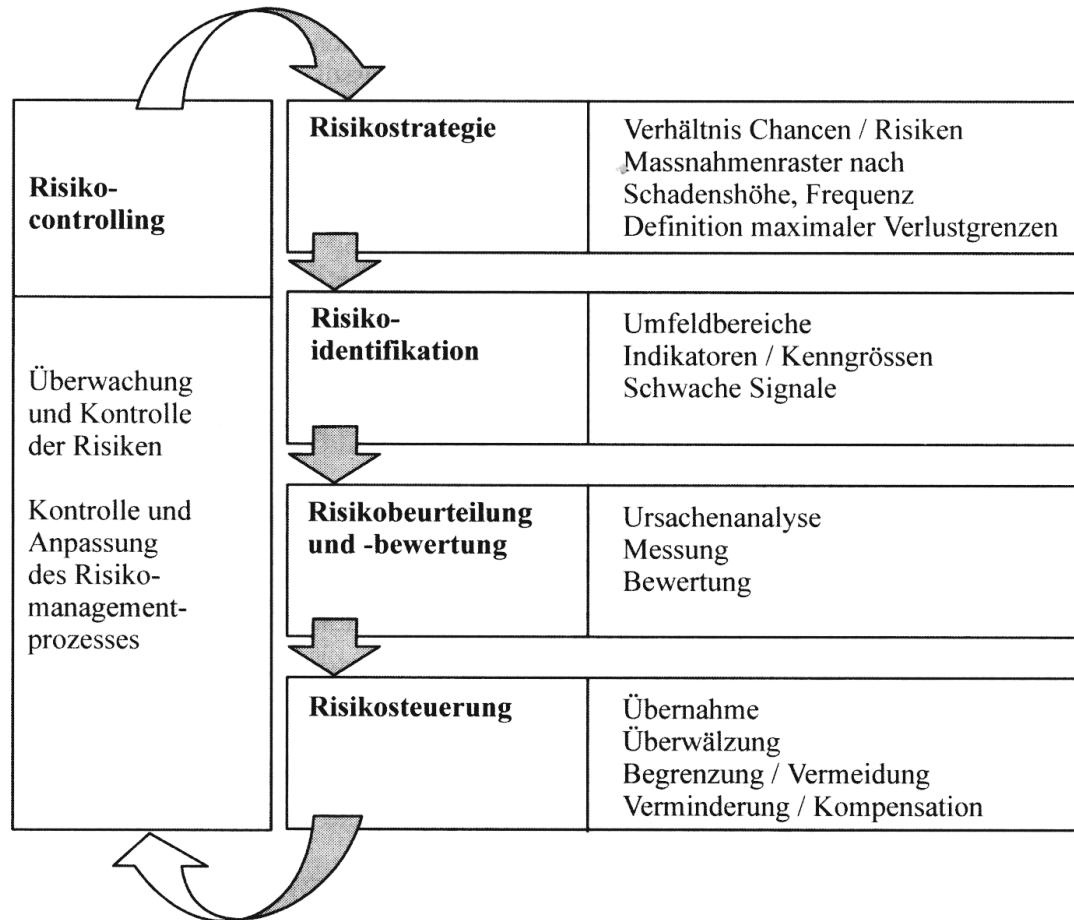 Risiko-
controlling
Überwachung
und Kontrolle
der Risiken
Kontrolle und
Anpassung
des Risiko-
management-
prozesses
Risikostrategie
Verhältnis Chancen / Risiken
Massnahmenraster nach
Schadenshöhe, Frequenz
Definition maximaler Verlustgrenzen
Risiko-
identifikation
Umfeldbereiche
Indikatoren / Kenngrössen
Schwache Signale
Risikobeurteilung
und -bewertung
Ursachenanalyse
Messung
Bewertung
Risikosteuerung
Übernahme
Überwälzung
Begrenzung / Vermeidung
Verminderung / Kompensation